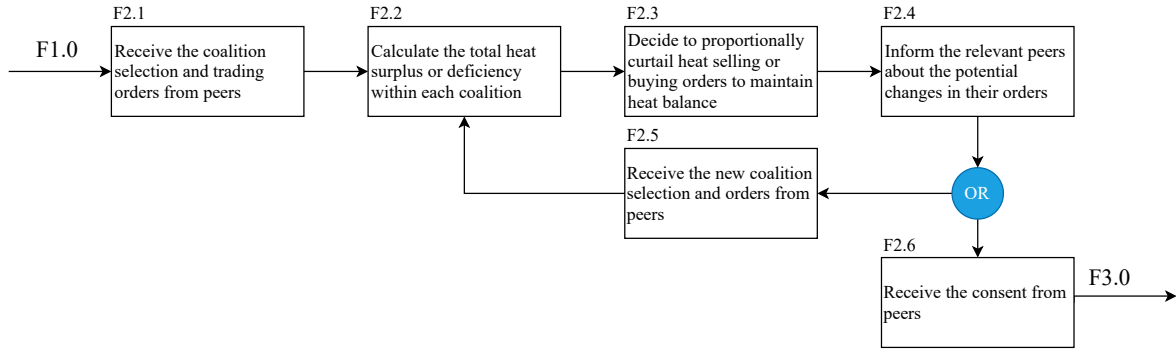 F2.1
F2.2
F2.3
F2.4
F1.0
Receive the coalition
selection and trading
orders from peers
Calculate the total heat
surplus or deficiency
within each coalition
Decide to proportionally
curtail heat selling or
buying orders to maintain
heat balance
Inform the relevant peers
about the potential
changes in their orders
F2.5
Receive the new coalition
selection and orders from
peers
OR
F2.6
Receive the consent from
peers
F3.0